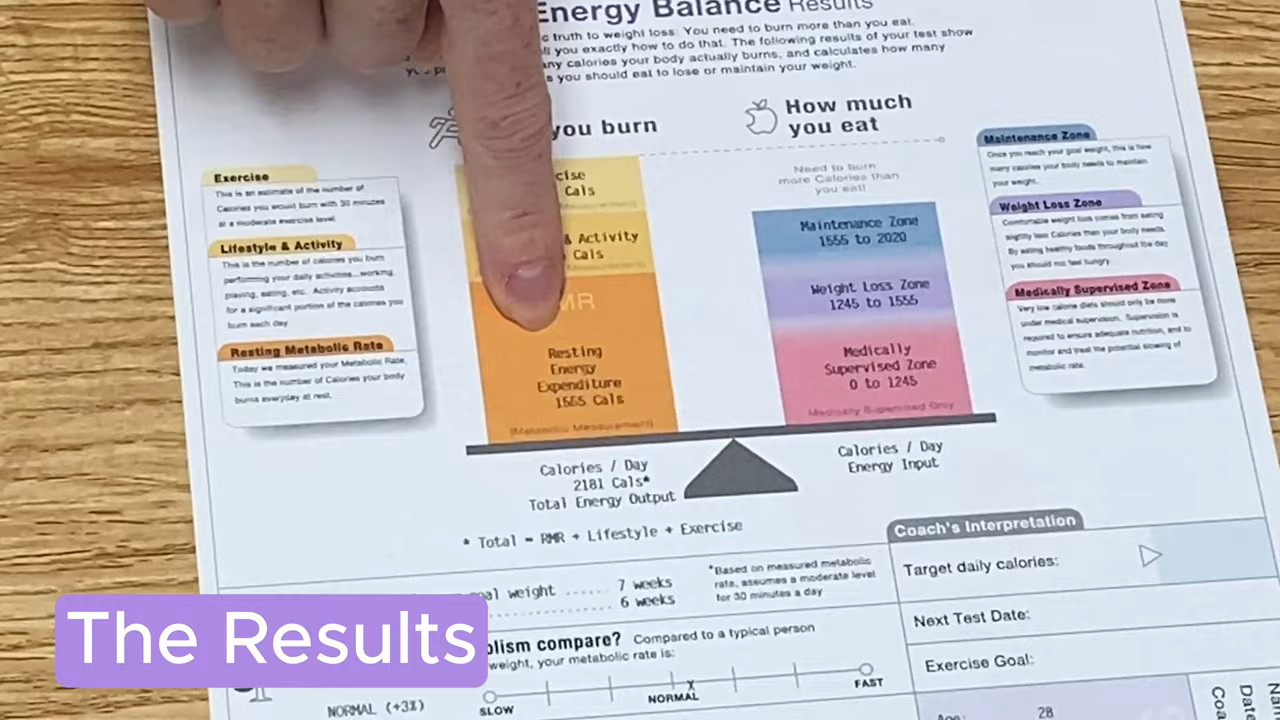 Energy Balance Results
c truth to weight loss: You need to burn more than you eat.
ll you exactly how to do that. The following results of your test show
ny calories your body actually burns, and calculates how many
s you should eat to lose or maintain your weight.
you burn
How much
you eat
Exercise
This is an estimate of the number of
Calories you would burn with 30 minutes
at a moderate exercise level.
Lifestyle & Activity
This is the number of calories you burn
performing your daily activities...working,
playing, eating, etc. Activity accounts
for a significant portion of the calories you
burn each day
Resting Metabolic Rate
Today we measured your Metabolic Rate.
This is the number of Calories your body
burns everyday at rest.
cise
Cals
& Activity
Cals
MR
Resting
Energy
Expenditure
1555 Cals
(Metabolic Measurement)
Need to burn
more Calories than
you eat!
Maintenance Zone
1555 to 2020
Weight Loss Zone
1245 to 1555
Medically
Supervised Zone
0 to 1245
Medically Supervised Only
Maintenance Zone
Once you reach your goal weight, this is how
many calories your body needs to maintain
your weight.
Weight Loss Zone
Comfortable weight loss comes from eating
slightly less Calories than your body needs.
By eating healthy foods throughout the day
you should not feel hungry.
Medically Supervised Zone
Very low calorie diets should only be done
under medical supervision. Supervision is
required to ensure adequate nutrition, and to
monitor and treat the potential slowing of
metabolic rate.
Calories / Day
2181 Cals*
Total Energy Output
Calories / Day
Energy Input
* Total = RMR + Lifestyle + Exercise
goal weight ...... 7 weeks
6 weeks
*Based on measured metabolic
rate, assumes a moderate level
for 30 minutes a day
Coach's Interpretation
Target daily calories:
Next Test Date:
Exercise Goal:
The Results
olism compare? Compared to a typical person
weight, your metabolic rate is:
NORMAL (+3%)
SLOW
NORMAL
X
FAST
Age: 28
Coa
Date
Nam